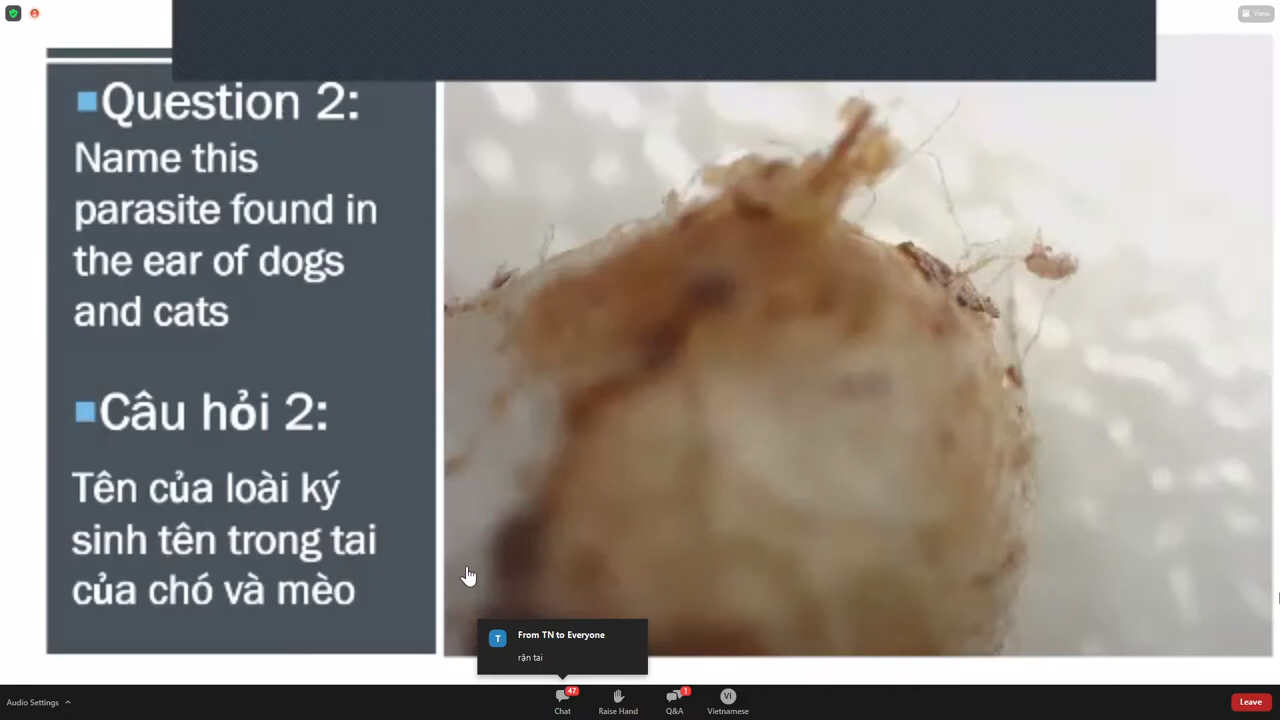 View
Question 2:
Name this
parasite found in
the ear of dogs
and cats
Câu hỏi 2:
Tên của loài ký
sinh tên trong tai
của chó và mèo
T
From TN to Everyone
rận tai
Audio Settings
47
Chat
Raise Hand
1
Q&A
VI
Vietnamese
Leave